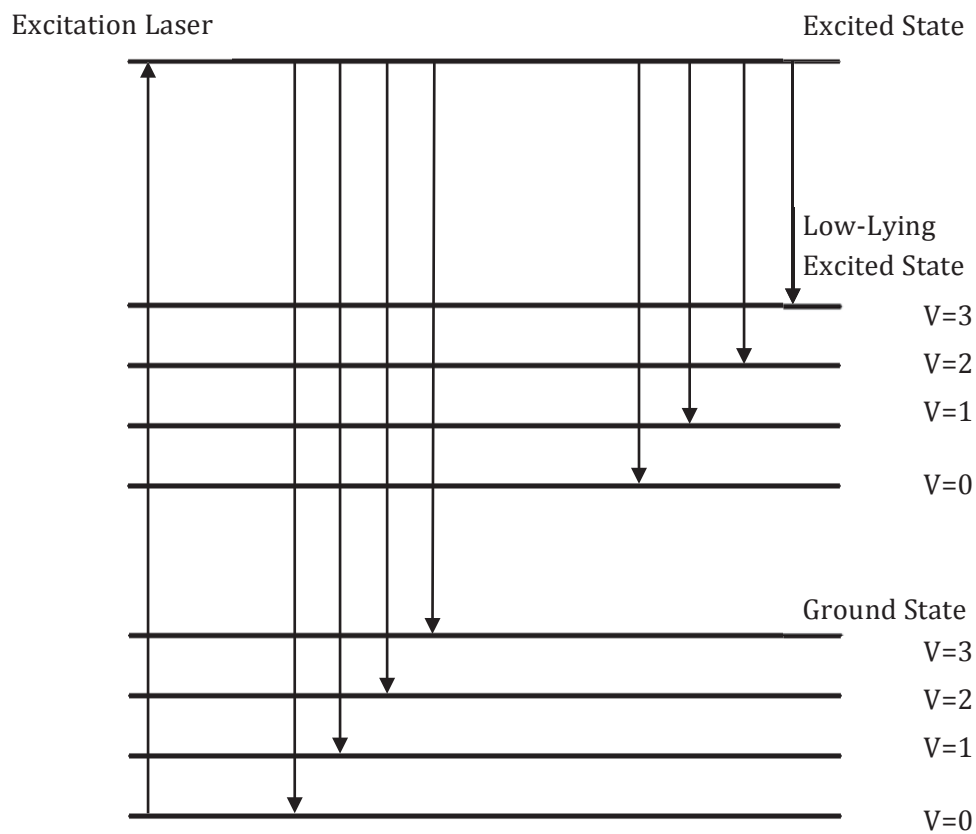 Excitation Laser
Excited State
Low-Lying
Excited State
V=3
V=2
V=1
V=0
Ground State
V=3
V=2
V=1
V=0